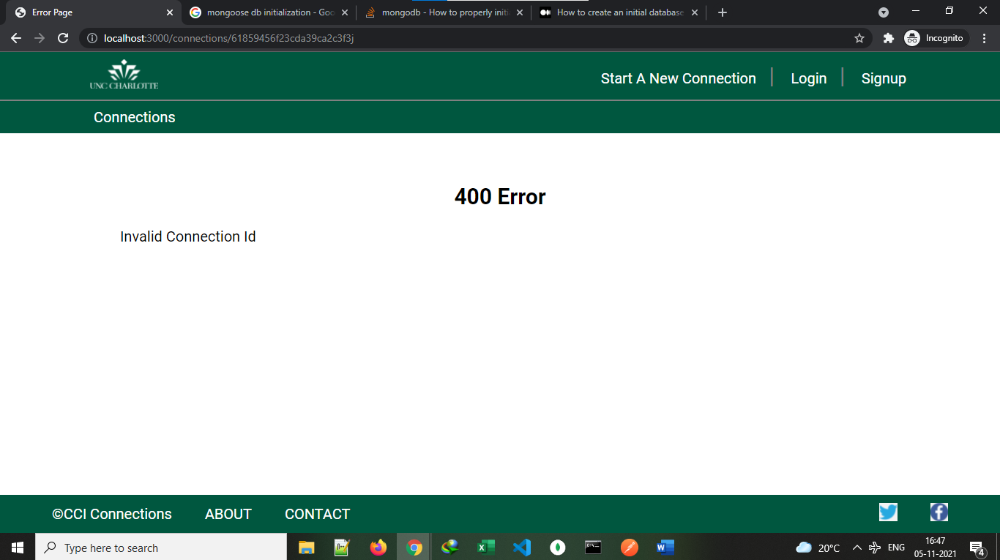 Error Page
mongoose db initialization - Goo
mongodb - How to properly initi
How to create an initial database
localhost:3000/connections/61859456f23cda39ca2c3f3j
Incognito
UNC CHARLOTTE
Start A New Connection
Login
Signup
Connections
400 Error
Invalid Connection Id
©CCI Connections
ABOUT
CONTACT
Type here to search
20°C
ENG
16:47
05-11-2021
4